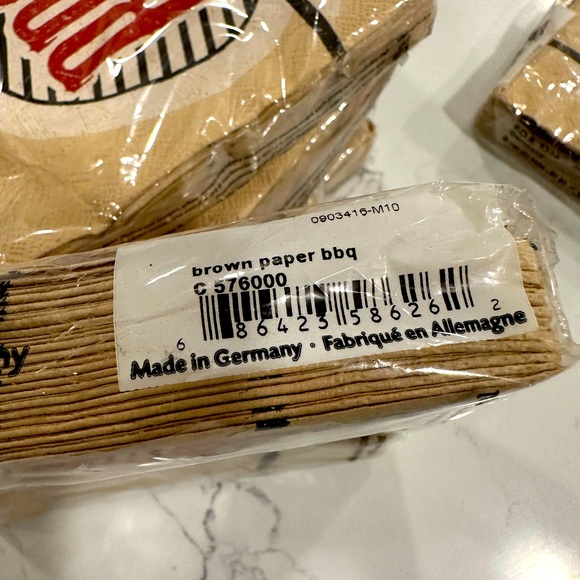 0903416-M10
brown paper bbq
C 576000
6 86423 58626 2
Made in Germany · Fabriqué en Allemagne